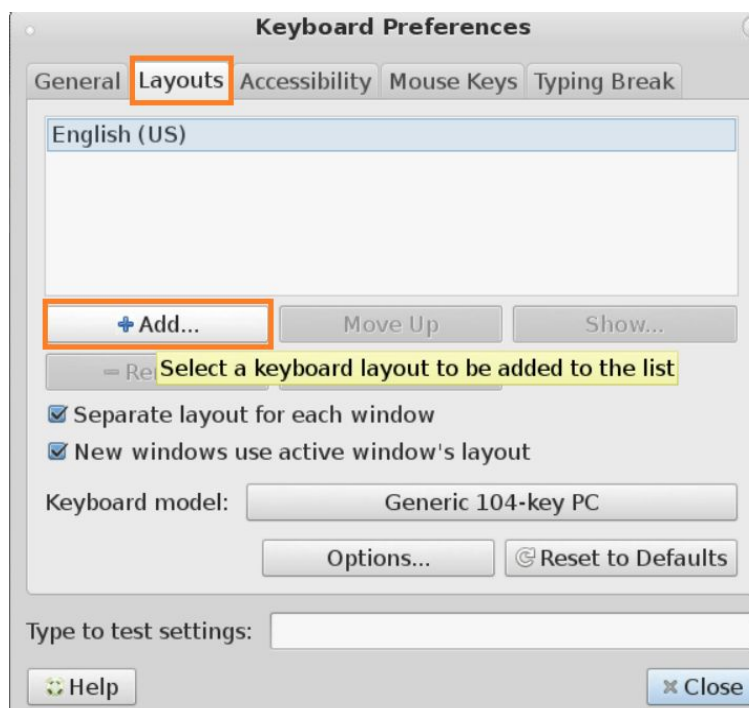 Keyboard Preferences
General Layouts Accessibility Mouse Keys Typing Break
English (US)
Add... Move Up Show...
Select a keyboard layout to be added to the list
Separate layout for each window
New windows use active window's layout
Keyboard model: Generic 104-key PC
Options... Reset to Defaults
Type to test settings:
Help Close